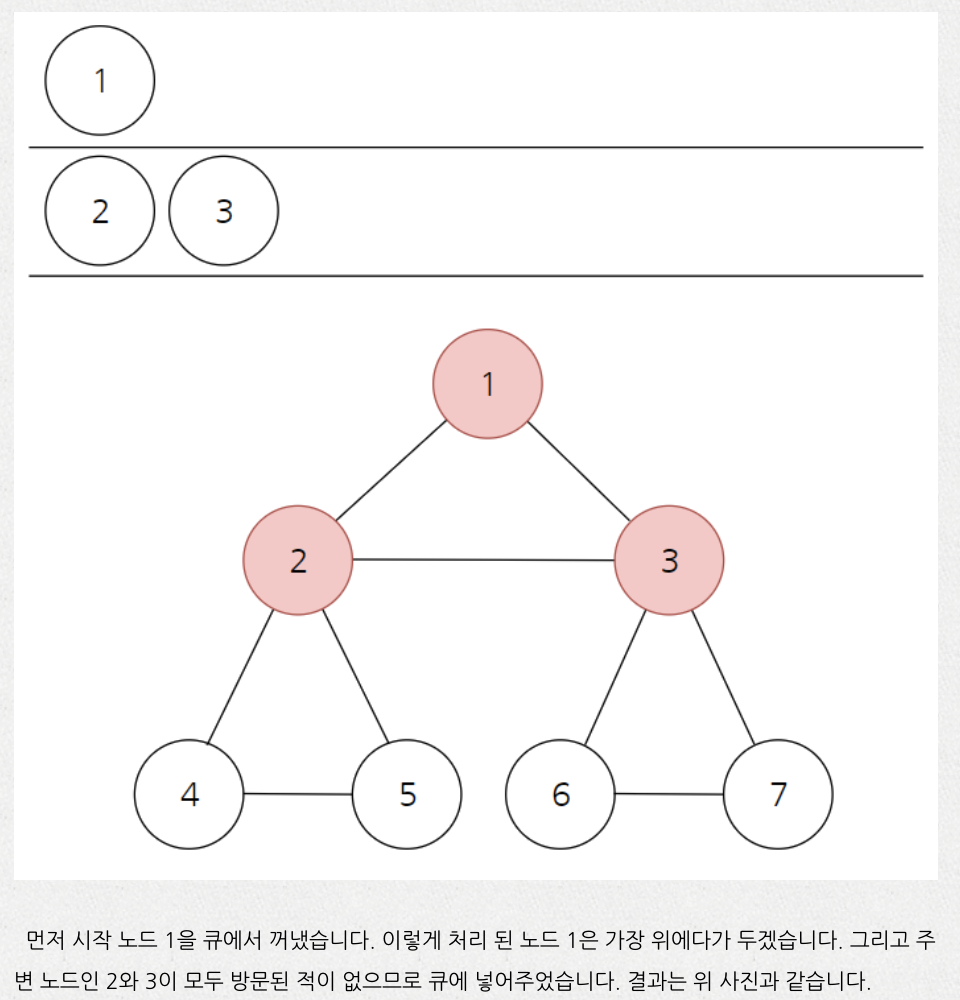 1
2 3
1
2 3
4 5 6 7
먼저 시작 노드 1을 큐에서 꺼냈습니다. 이렇게 처리 된 노드 1은 가장 위에다가 두겠습니다. 그리고 주
변 노드인 2와 3이 모두 방문된 적이 없으므로 큐에 넣어주었습니다. 결과는 위 사진과 같습니다.